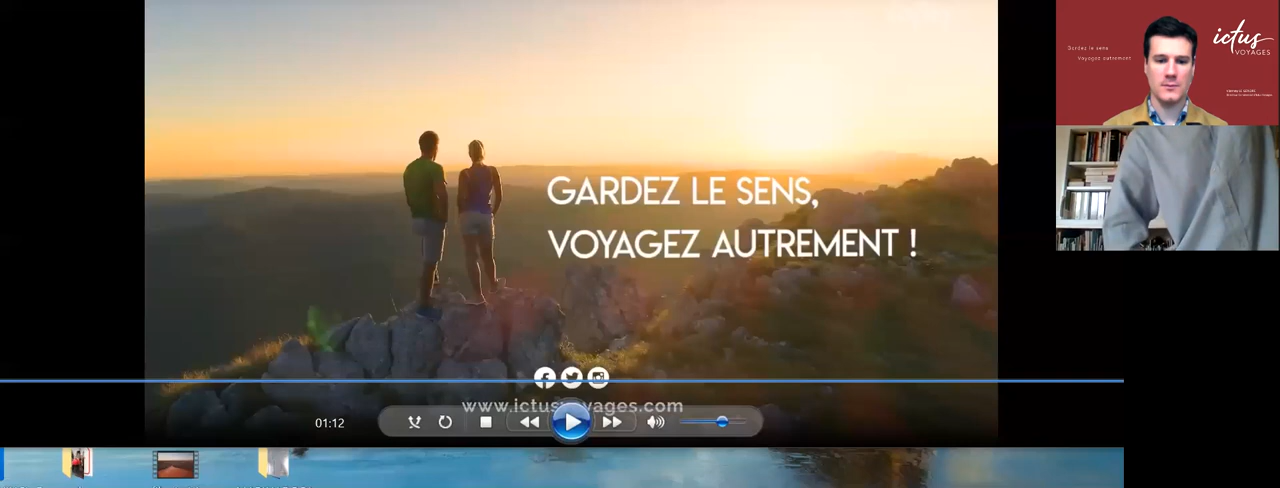 GARDEZ LE SENS,
VOYAGEZ AUTREMENT !
www.ictusvoyages.com
01:12
Gardez le sens
Voyagez autrement
ictus
VOYAGES